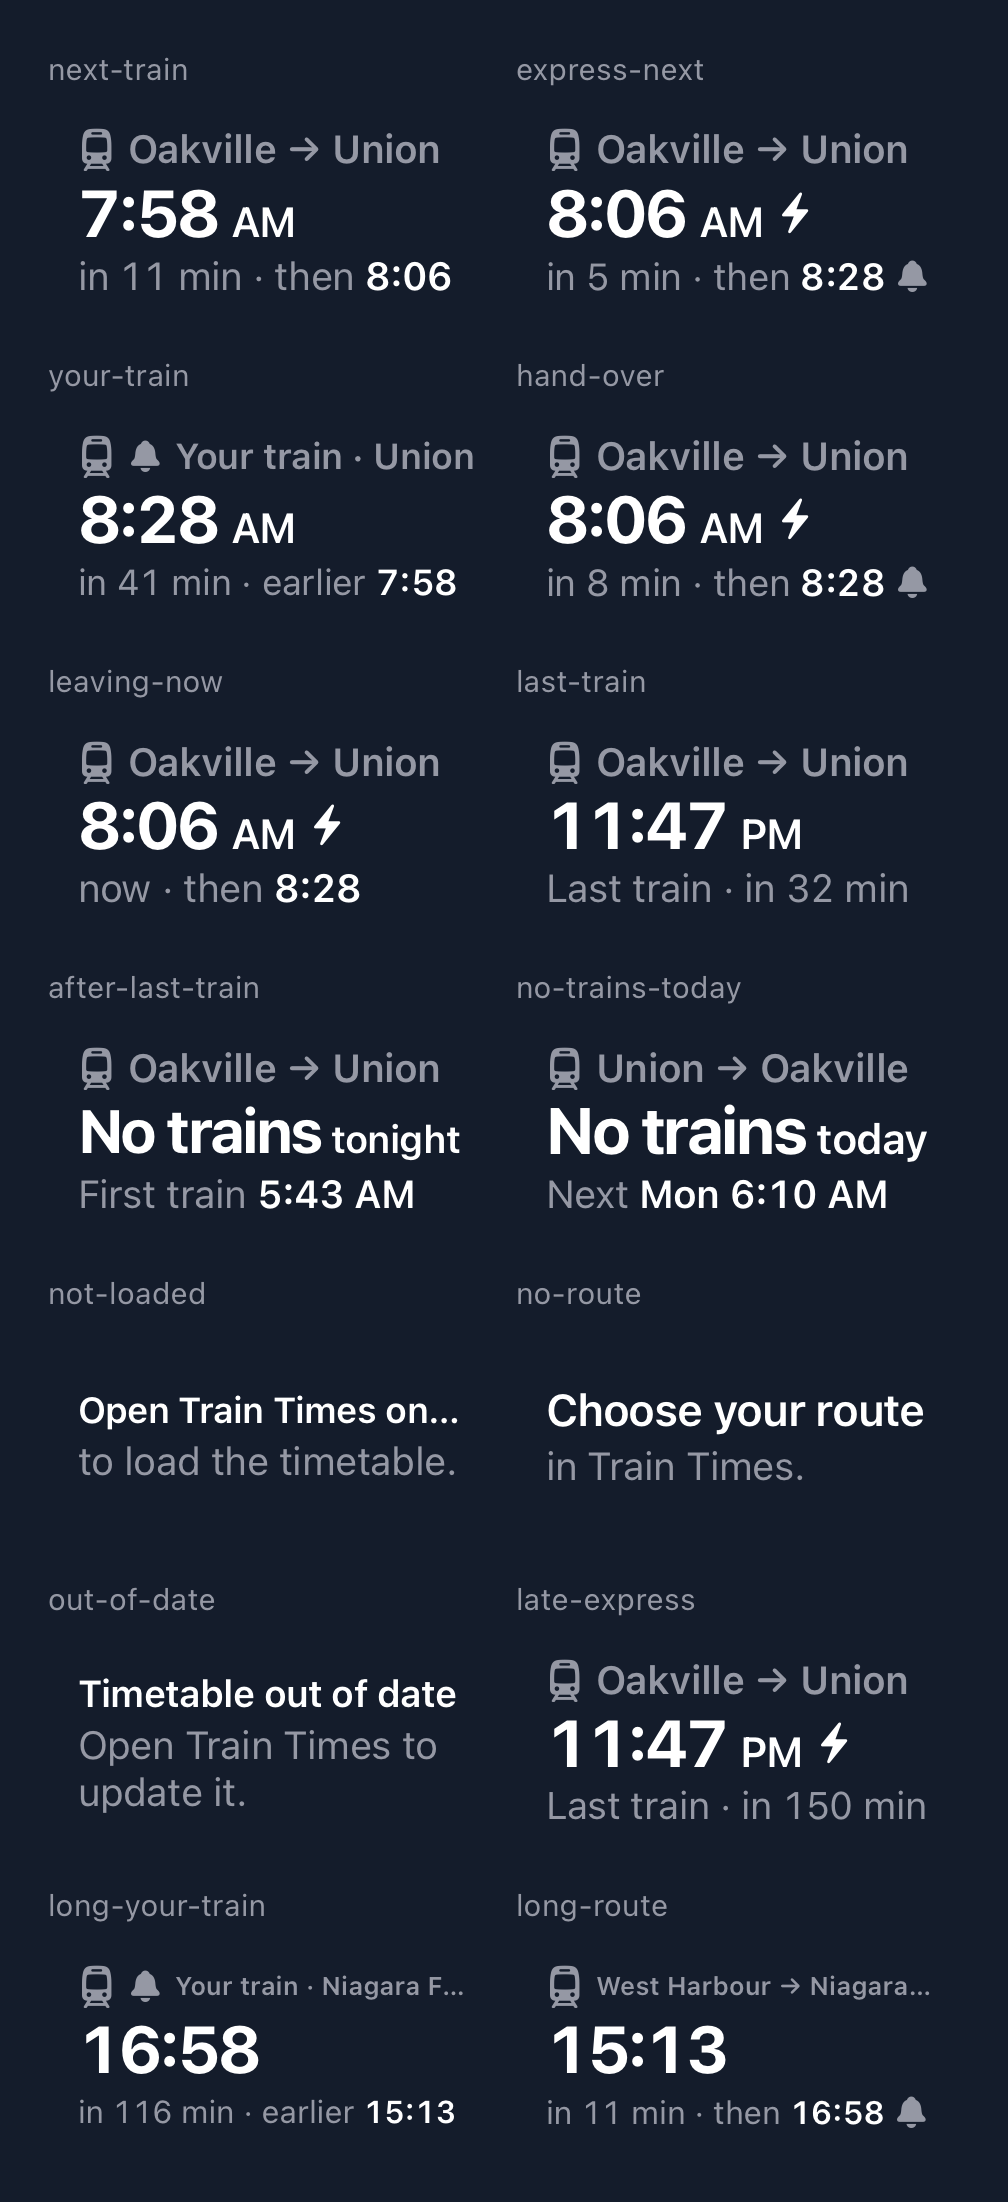 next-train
Oakville → Union
7:58 AM
in 11 min · then 8:06
express-next
Oakville → Union
8:06 AM
in 5 min · then 8:28
your-train
Your train · Union
8:28 AM
in 41 min · earlier 7:58
hand-over
Oakville → Union
8:06 AM
in 8 min · then 8:28
leaving-now
Oakville → Union
8:06 AM
now · then 8:28
last-train
Oakville → Union
11:47 PM
Last train · in 32 min
after-last-train
Oakville → Union
No trains tonight
First train 5:43 AM
no-trains-today
Union → Oakville
No trains today
Next Mon 6:10 AM
not-loaded
Open Train Times on...
to load the timetable.
no-route
Choose your route
in Train Times.
out-of-date
Timetable out of date
Open Train Times to
update it.
late-express
Oakville → Union
11:47 PM
Last train · in 150 min
long-your-train
Your train · Niagara F...
16:58
in 116 min · earlier 15:13
long-route
West Harbour → Niagara...
15:13
in 11 min · then 16:58